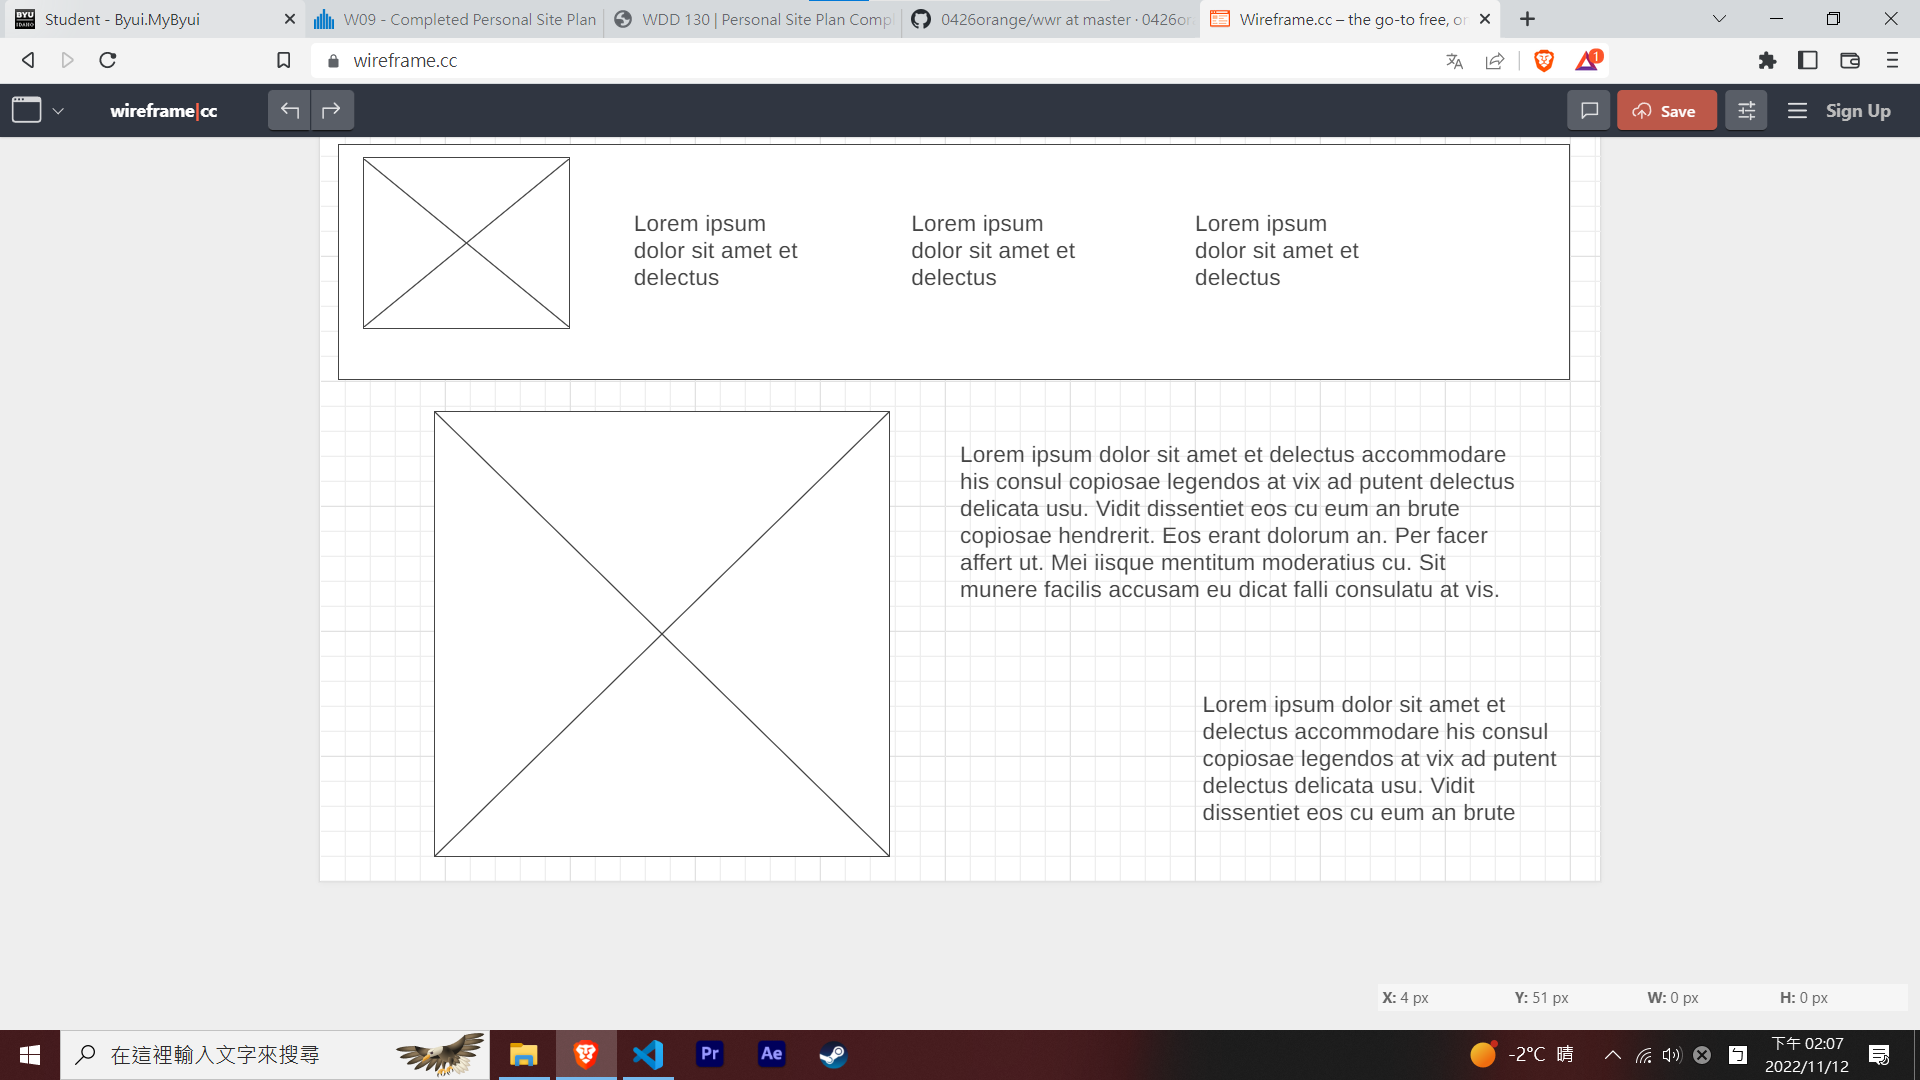 Student - Byui.MyByui
W09 - Completed Personal Site Plan
WDD 130 | Personal Site Plan Compl
0426orange/wwr at master · 0426or
Wireframe.cc – the go-to free, on
wireframe.cc
1
wireframe|cc
Save
Sign Up
Lorem ipsum
dolor sit amet et
delectus
Lorem ipsum
dolor sit amet et
delectus
Lorem ipsum
dolor sit amet et
delectus
Lorem ipsum dolor sit amet et delectus accommodare
his consul copiosae legendos at vix ad putent delectus
delicata usu. Vidit dissentiet eos cu eum an brute
copiosae hendrerit. Eos erant dolorum an. Per facer
affert ut. Mei iisque mentitum moderatius cu. Sit
munere facilis accusam eu dicat falli consulatu at vis.
Lorem ipsum dolor sit amet et
delectus accommodare his consul
copiosae legendos at vix ad putent
delectus delicata usu. Vidit
dissentiet eos cu eum an brute
X: 4 px Y: 51 px W: 0 px H: 0 px
在這裡輸入文字來搜尋
Pr
Ae
-2°C 晴
ㄅ
下午 02:07
2022/11/12